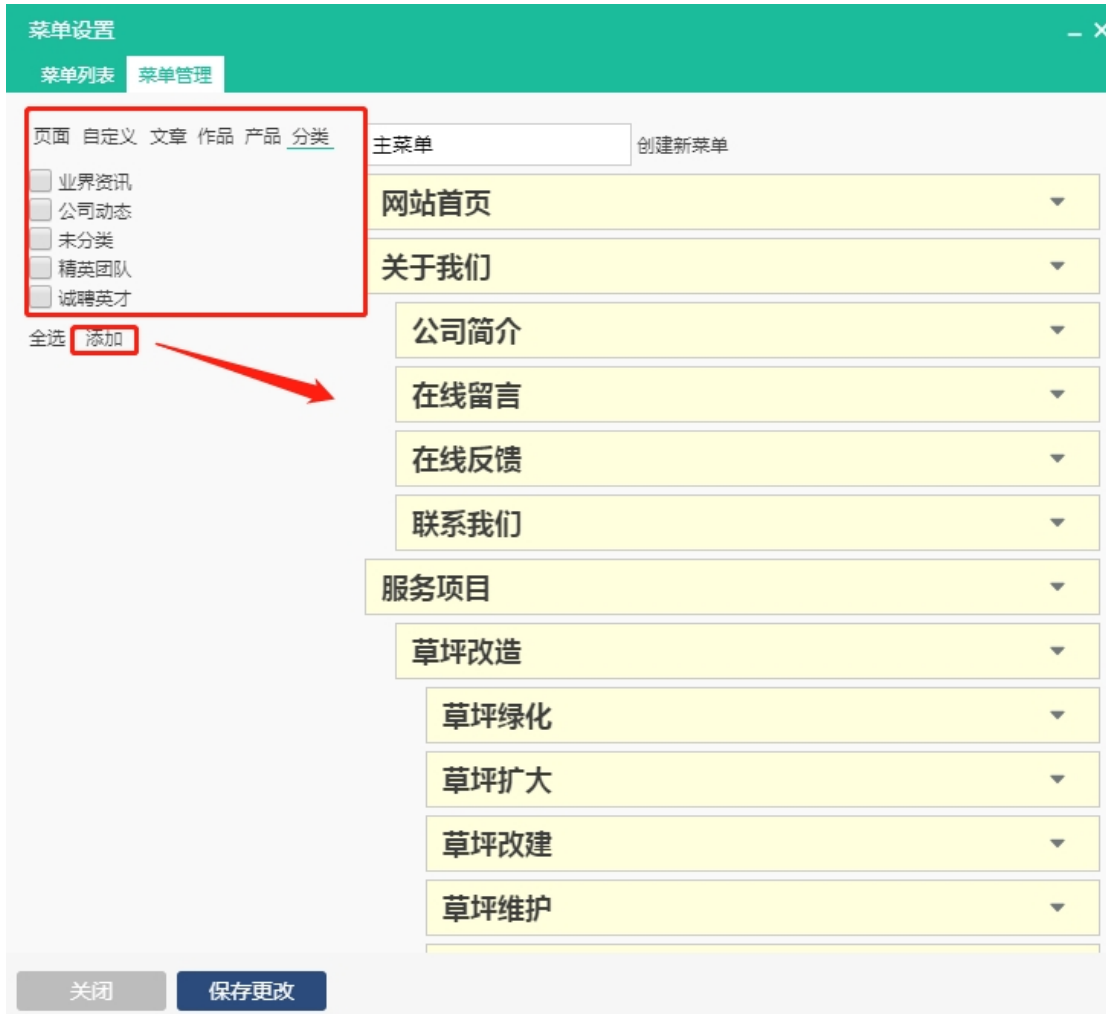 菜单设置
菜单列表 菜单管理
页面 自定义 文章 作品 产品 分类
业界资讯
公司动态
未分类
精英团队
诚聘英才
全选 添加
主菜单 创建新菜单
网站首页
关于我们
公司简介
在线留言
在线反馈
联系我们
服务项目
草坪改造
草坪绿化
草坪扩大
草坪改建
草坪维护
关闭 保存更改